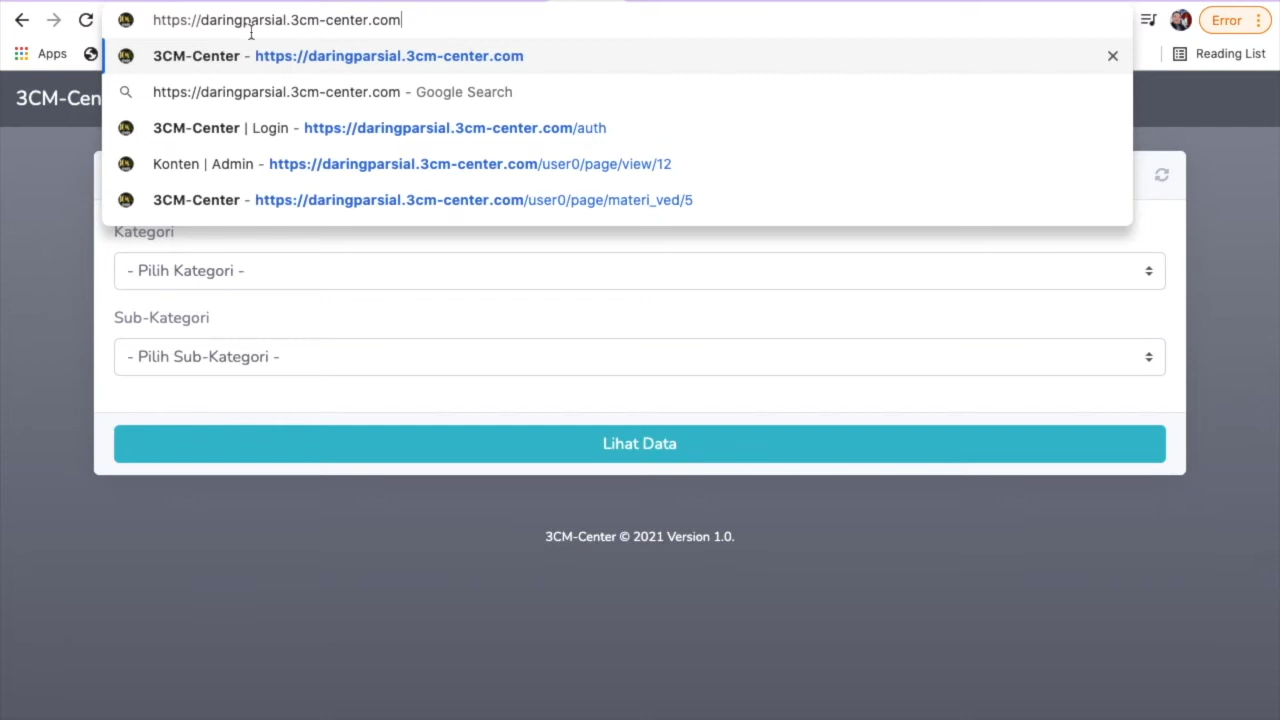 https://daringparsial.3cm-center.com
Error
3CM-Center - https://daringparsial.3cm-center.com
Apps
Reading List
https://daringparsial.3cm-center.com - Google Search
3CM-Cen
3CM-Center | Login - https://daringparsial.3cm-center.com/auth
Konten | Admin - https://daringparsial.3cm-center.com/user0/page/view/12
3CM-Center - https://daringparsial.3cm-center.com/user0/page/materi_ved/5
Kategori
- Pilih Kategori -
Sub-Kategori
- Pilih Sub-Kategori -
Lihat Data
3CM-Center © 2021 Version 1.0.